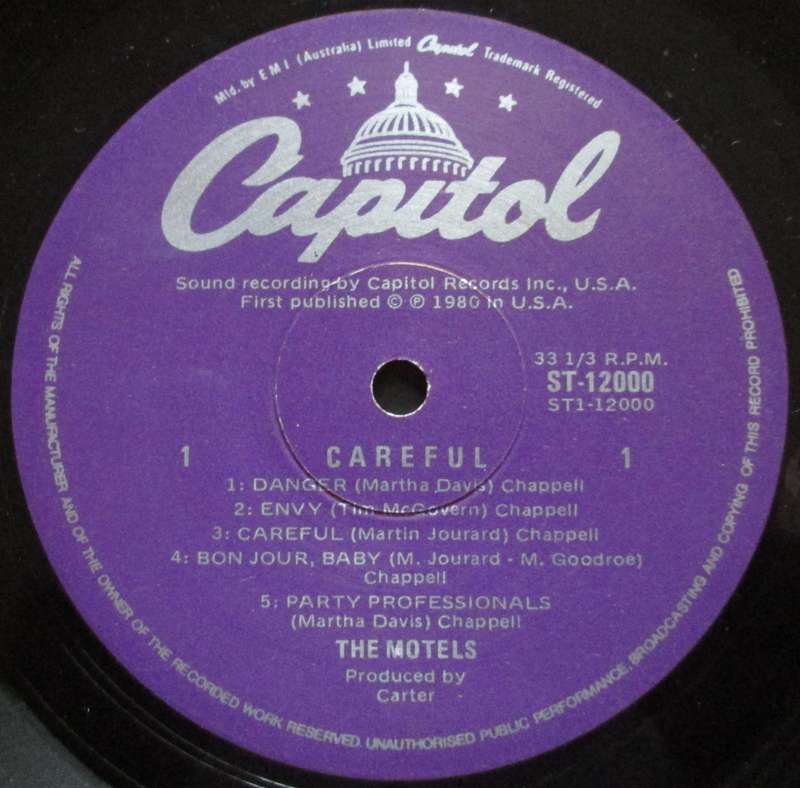 Mfd. by E M I (Australia) Limited Capitol Trademark Registered
Capitol
Sound recording by Capitol Records Inc., U.S.A.
First published © ℗ 1980 in U.S.A.
33 1/3 R.P.M.
ST-12000
ST1-12000
1 CAREFUL 1
1: DANGER (Martha Davis) Chappell
2: ENVY (Tim McGovern) Chappell
3: CAREFUL (Martin Jourard) Chappell
4: BON JOUR, BABY (M. Jourard - M. Goodroe)
Chappell
5: PARTY PROFESSIONALS
(Martha Davis) Chappell
THE MOTELS
Produced by
Carter
ALL RIGHTS OF THE MANUFACTURER AND OF THE OWNER OF THE RECORDED WORK RESERVED. UNAUTHORISED PUBLIC PERFORMANCE, BROADCASTING AND COPYING OF THIS RECORD PROHIBITED